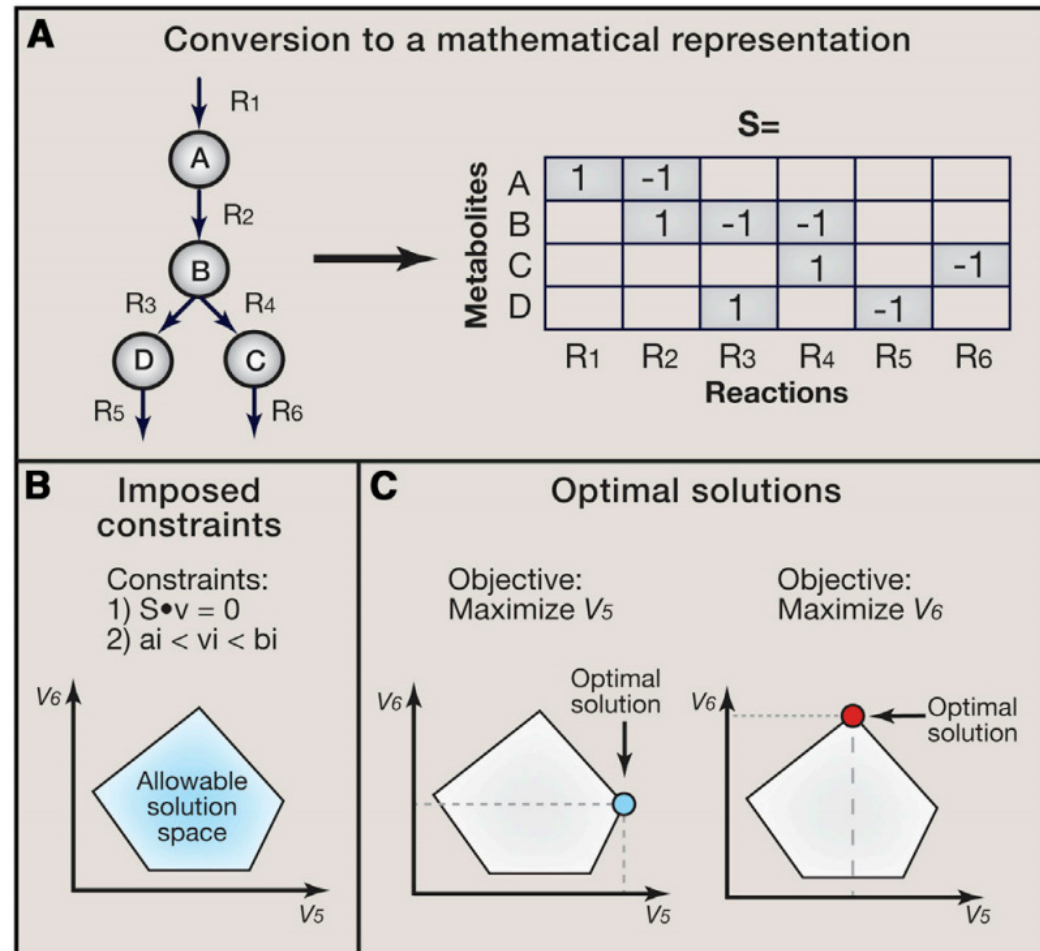 A
Conversion to a mathematical representation
R1
A
R2
B
R3
R4
D
C
R5
R6
S=
Metabolites
A 1 -1
B 1 -1 -1
C 1 -1
D 1 -1
R1 R2 R3 R4 R5 R6
Reactions
B
Imposed
constraints
Constraints:
1) S•v = 0
2) ai < vi < bi
V6
Allowable
solution
space
V5
C
Optimal solutions
Objective:
Maximize V5
V6
Optimal
solution
V5
Objective:
Maximize V6
V6
Optimal
solution
V5